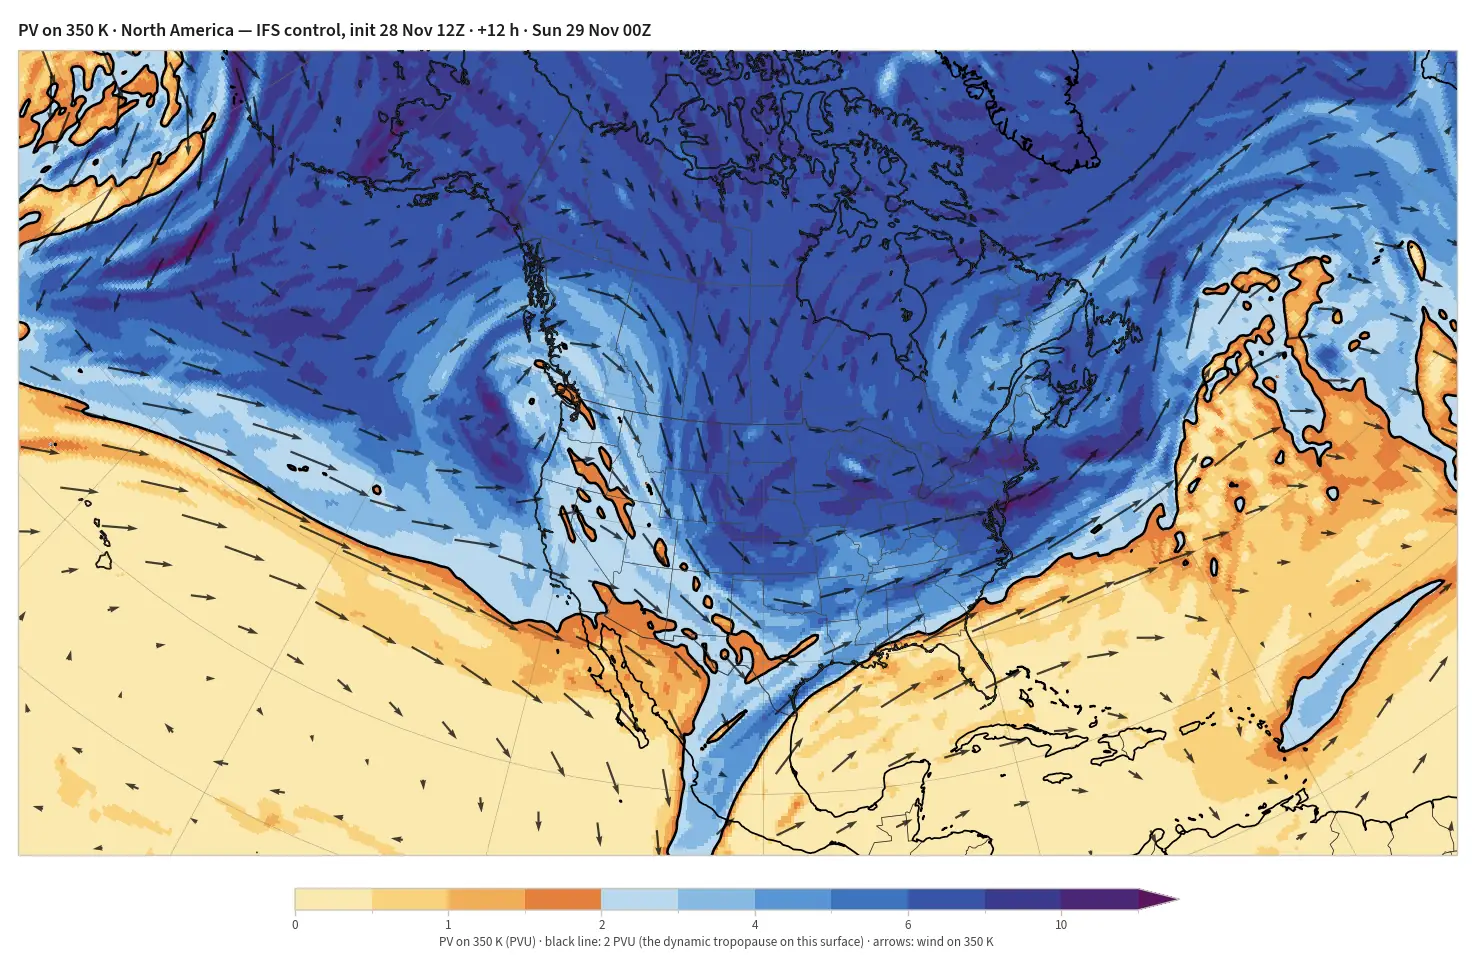 PV on 350 K · North America — IFS control, init 28 Nov 12Z · +12 h · Sun 29 Nov 00Z
0 1 2 4 6 10
PV on 350 K (PVU) · black line: 2 PVU (the dynamic tropopause on this surface) · arrows: wind on 350 K